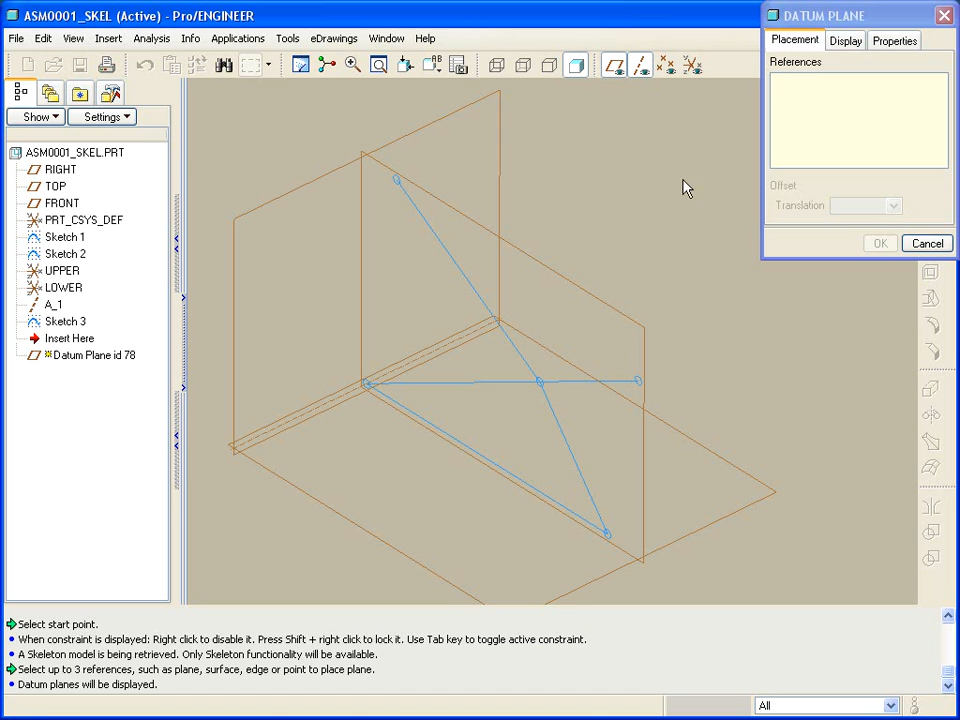 ASM0001_SKEL (Active) - Pro/ENGINEER
File Edit View Insert Analysis Info Applications Tools eDrawings Window Help
DATUM PLANE
Placement Display Properties
References
Offset
Translation
OK Cancel
Show Settings
ASM0001_SKEL.PRT
RIGHT
TOP
FRONT
PRT_CSYS_DEF
Sketch 1
Sketch 2
UPPER
LOWER
A_1
Sketch 3
Insert Here
Datum Plane id 78
Select start point.
When constraint is displayed: Right click to disable it. Press Shift + right click to lock it. Use Tab key to toggle active constraint.
A Skeleton model is being retrieved. Only Skeleton functionality will be available.
Select up to 3 references, such as plane, surface, edge or point to place plane.
Datum planes will be displayed.
All